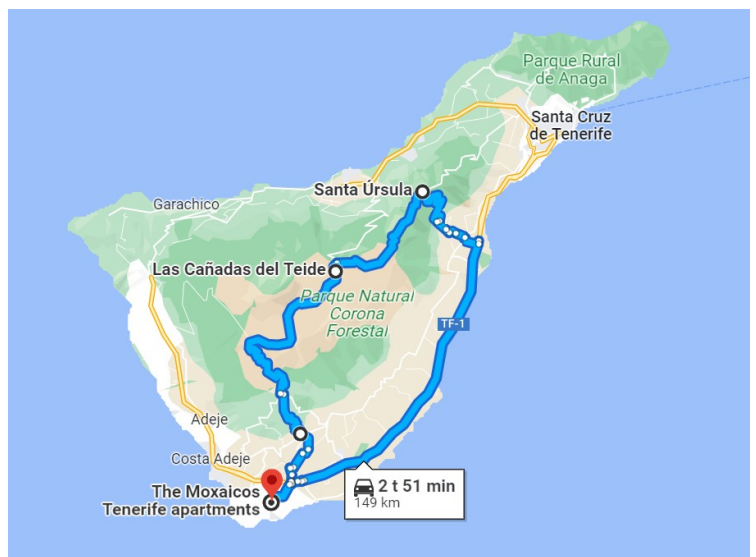 Parque Rural
de Anaga
Santa Cruz
de Tenerife
Santa Úrsula
Garachico
Las Cañadas del Teide
Parque Natural
Corona
Forestal
TF-1
Adeje
Costa Adeje
The Moxaicos
Tenerife apartments
2 t 51 min
149 km